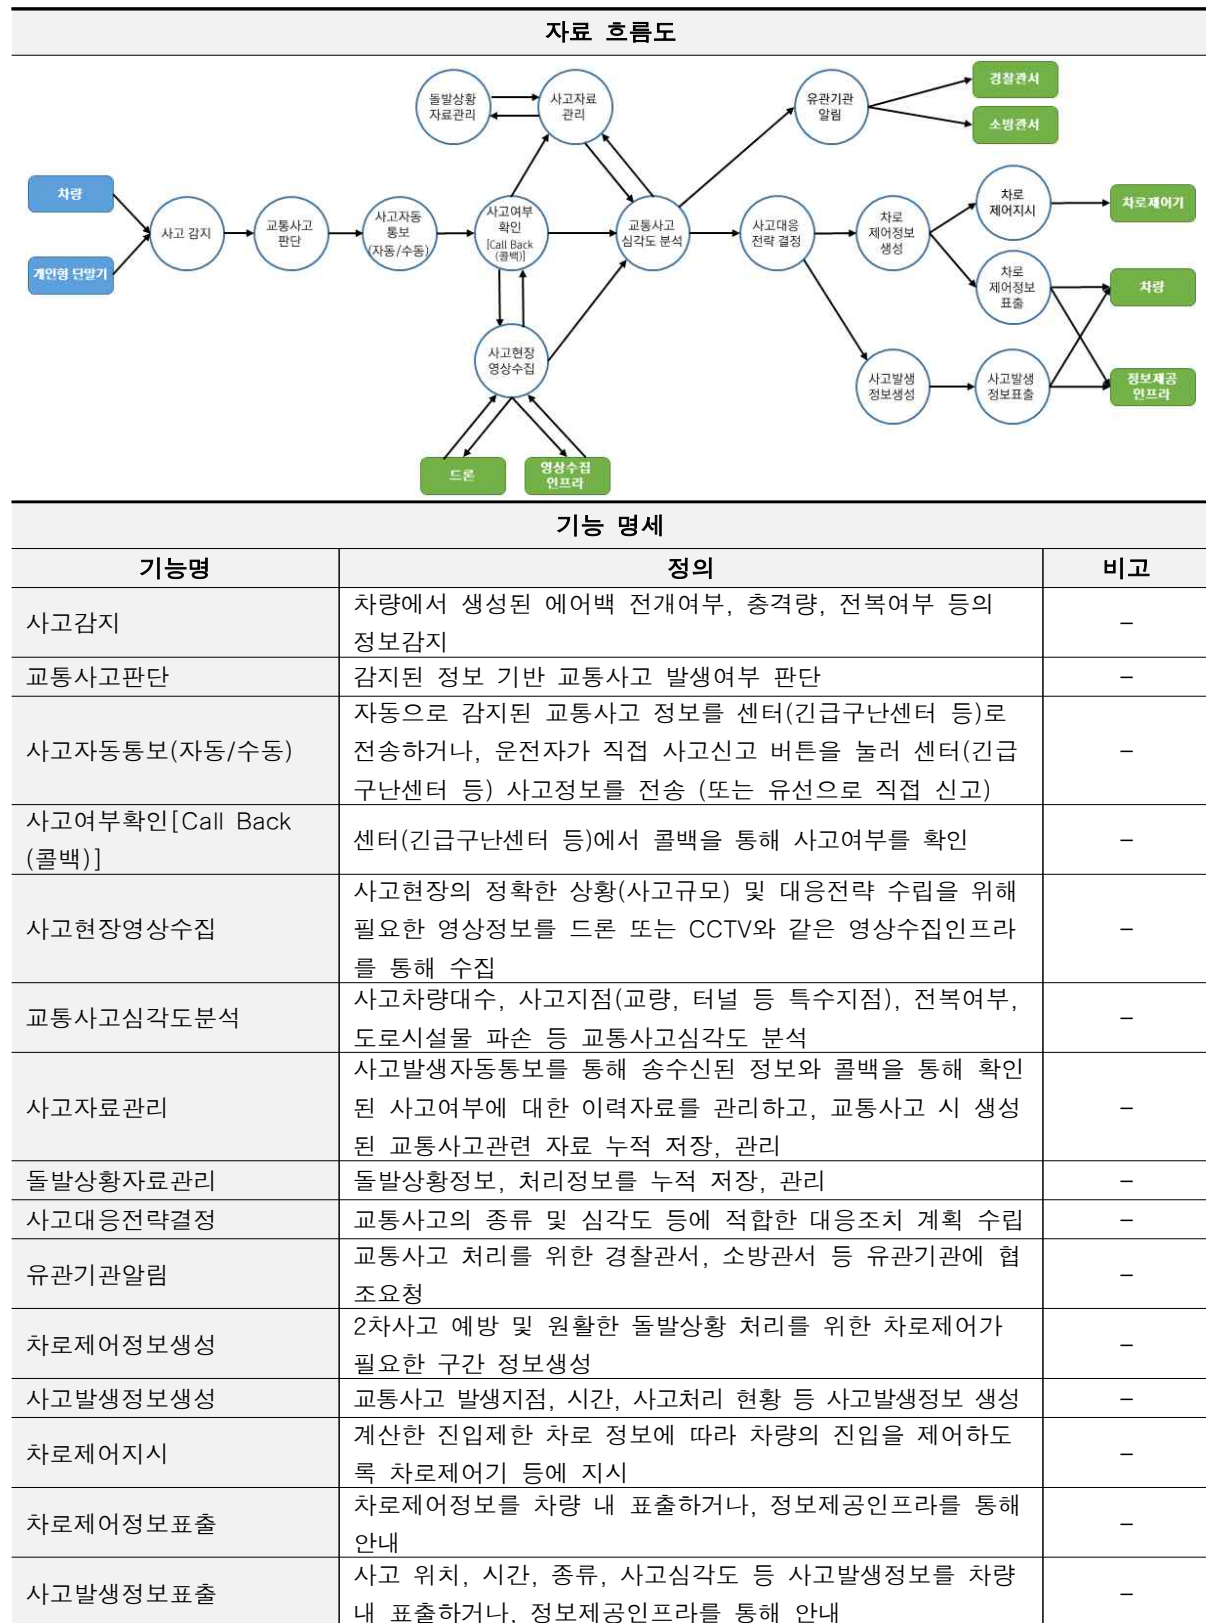 자료 흐름도
돌발상황
자료관리
사고자료
관리
유관기관
알림
경찰관서
소방관서
차량
개인형 단말기
사고 감지
교통사고
판단
사고자동
통보
(자동/수동)
사고여부
확인
[Call Back
(콜백)]
교통사고
심각도 분석
사고대응
전략 결정
차로
제어정보
생성
차로
제어지시
차로제어기
차로
제어정보
표출
차량
사고현장
영상수집
사고발생
정보생성
사고발생
정보표출
정보제공
인프라
드론
영상수집
인프라
기능 명세
기능명 정의 비고
사고감지
차량에서 생성된 에어백 전개여부, 충격량, 전복여부 등의
정보감지
–
교통사고판단 감지된 정보 기반 교통사고 발생여부 판단 –
사고자동통보(자동/수동)
자동으로 감지된 교통사고 정보를 센터(긴급구난센터 등)로
전송하거나, 운전자가 직접 사고신고 버튼을 눌러 센터(긴급
구난센터 등) 사고정보를 전송 (또는 유선으로 직접 신고)
–
사고여부확인[Call Back
(콜백)]
센터(긴급구난센터 등)에서 콜백을 통해 사고여부를 확인
–
사고현장영상수집
사고현장의 정확한 상황(사고규모) 및 대응전략 수립을 위해
필요한 영상정보를 드론 또는 CCTV와 같은 영상수집인프라
를 통해 수집
–
교통사고심각도분석
사고차량대수, 사고지점(교량, 터널 등 특수지점), 전복여부,
도로시설물 파손 등 교통사고심각도 분석
–
사고자료관리
사고발생자동통보를 통해 송수신된 정보와 콜백을 통해 확인
된 사고여부에 대한 이력자료를 관리하고, 교통사고 시 생성
된 교통사고관련 자료 누적 저장, 관리
–
돌발상황자료관리 돌발상황정보, 처리정보를 누적 저장, 관리 –
사고대응전략결정 교통사고의 종류 및 심각도 등에 적합한 대응조치 계획 수립 –
유관기관알림
교통사고 처리를 위한 경찰관서, 소방관서 등 유관기관에 협
조요청
–
차로제어정보생성
2차사고 예방 및 원활한 돌발상황 처리를 위한 차로제어가
필요한 구간 정보생성
–
사고발생정보생성 교통사고 발생지점, 시간, 사고처리 현황 등 사고발생정보 생성 –
차로제어지시
계산한 진입제한 차로 정보에 따라 차량의 진입을 제어하도
록 차로제어기 등에 지시
–
차로제어정보표출
차로제어정보를 차량 내 표출하거나, 정보제공인프라를 통해
안내
–
사고발생정보표출
사고 위치, 시간, 종류, 사고심각도 등 사고발생정보를 차량
내 표출하거나, 정보제공인프라를 통해 안내
–